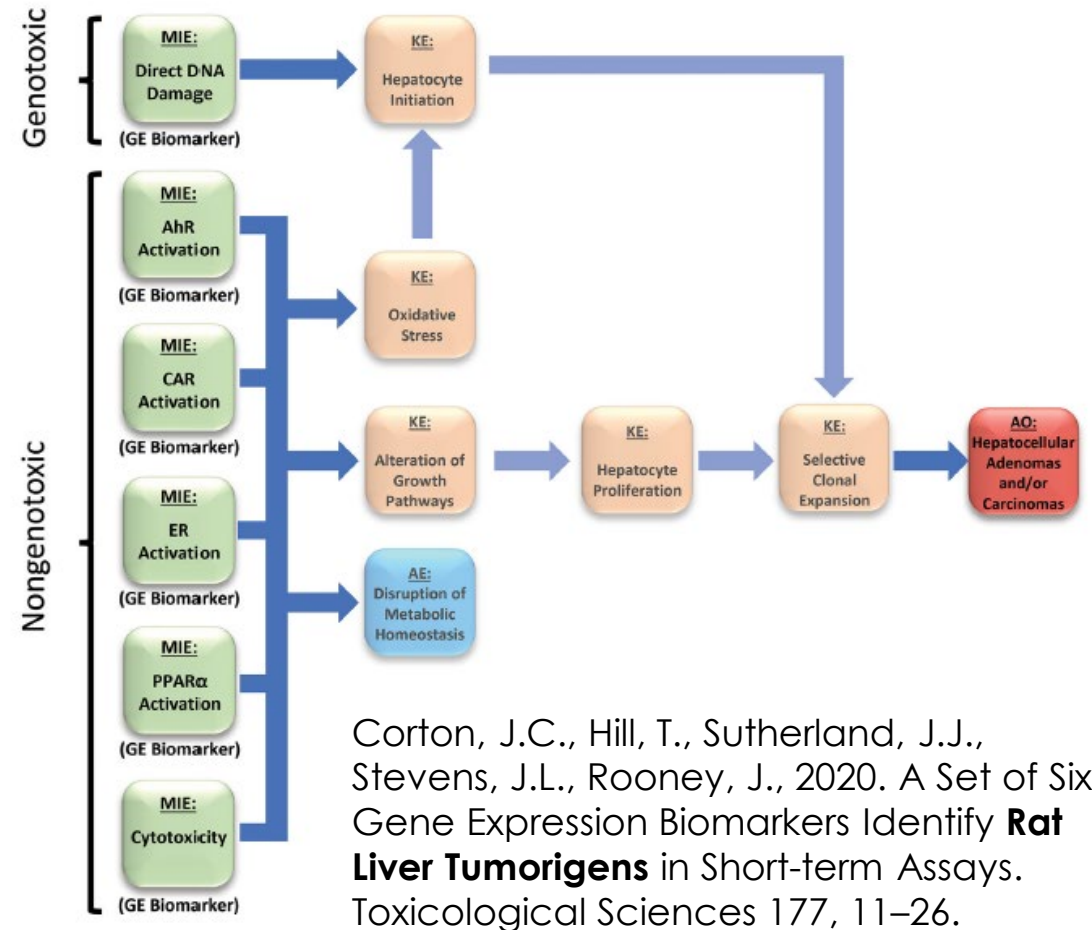 Genotoxic
MIE:
Direct DNA
Damage
(GE Biomarker)
KE:
Hepatocyte
Initiation
Nongenotoxic
MIE:
AhR
Activation
(GE Biomarker)
MIE:
CAR
Activation
(GE Biomarker)
MIE:
ER
Activation
(GE Biomarker)
MIE:
PPARα
Activation
(GE Biomarker)
MIE:
Cytotoxicity
(GE Biomarker)
KE:
Oxidative
Stress
KE:
Alteration of
Growth
Pathways
KE:
Hepatocyte
Proliferation
KE:
Selective
Clonal
Expansion
AO:
Hepatocellular
Adenomas
and/or
Carcinomas
AE:
Disruption of
Metabolic
Homeostasis
Corton, J.C., Hill, T., Sutherland, J.J.,
Stevens, J.L., Rooney, J., 2020. A Set of Six
Gene Expression Biomarkers Identify Rat
Liver Tumorigens in Short-term Assays.
Toxicological Sciences 177, 11–26.